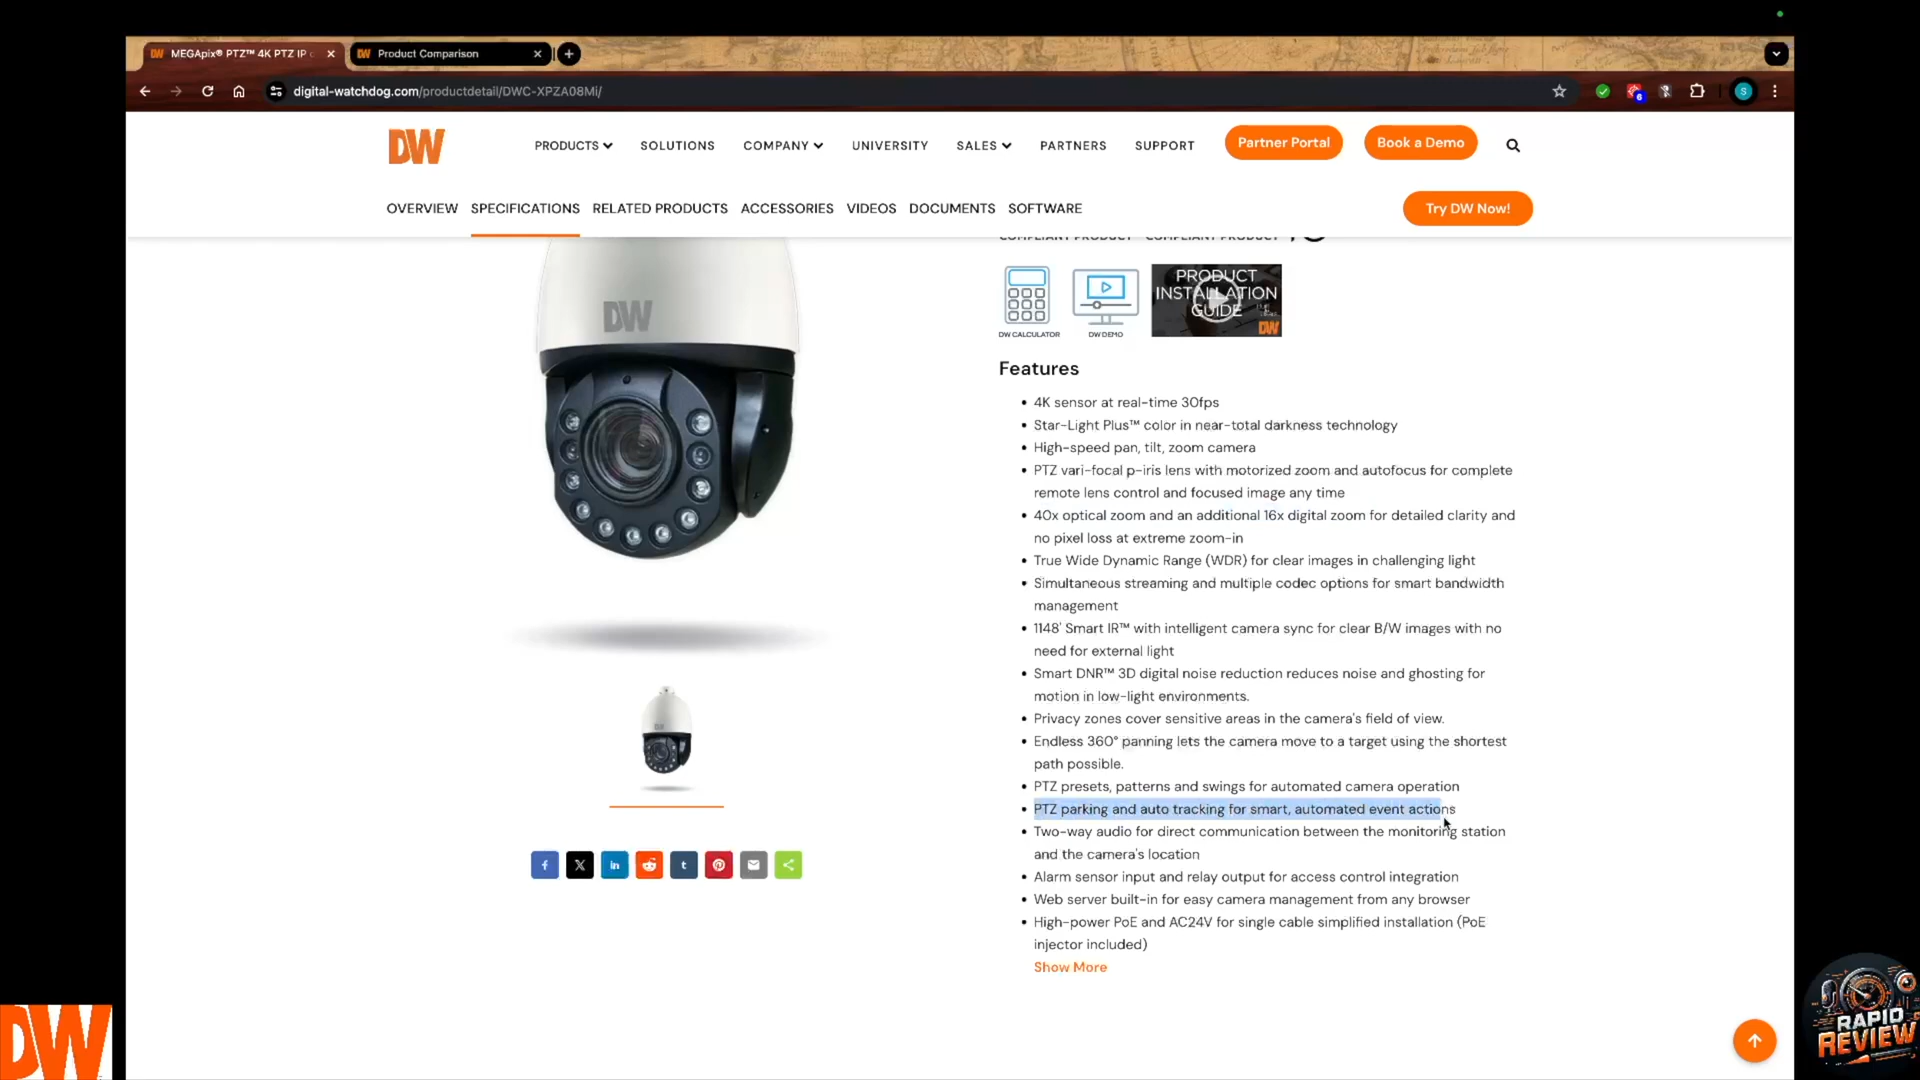 MEGApix® PTZ™ 4K PTZ IP
Product Comparison
digital-watchdog.com/productdetail/DWC-XPZA08Mi/
6
S
DW
PRODUCTS
SOLUTIONS
COMPANY
UNIVERSITY
SALES
PARTNERS
SUPPORT
Partner Portal
Book a Demo
OVERVIEW
SPECIFICATIONS
RELATED PRODUCTS
ACCESSORIES
VIDEOS
DOCUMENTS
SOFTWARE
Try DW Now!
COMPLIANT PRODUCT
COMPLIANT PRODUCT
DW
DW CALCULATOR
DW DEMO
PRODUCT
INSTALLATION
GUIDE
DW
Features
• 4K sensor at real-time 30fps
• Star-Light Plus™ color in near-total darkness technology
• High-speed pan, tilt, zoom camera
• PTZ vari-focal p-iris lens with motorized zoom and autofocus for complete
remote lens control and focused image any time
• 40x optical zoom and an additional 16x digital zoom for detailed clarity and
no pixel loss at extreme zoom-in
• True Wide Dynamic Range (WDR) for clear images in challenging light
• Simultaneous streaming and multiple codec options for smart bandwidth
management
• 1148' Smart IR™ with intelligent camera sync for clear B/W images with no
need for external light
• Smart DNR™ 3D digital noise reduction reduces noise and ghosting for
motion in low-light environments.
• Privacy zones cover sensitive areas in the camera's field of view.
• Endless 360° panning lets the camera move to a target using the shortest
path possible.
• PTZ presets, patterns and swings for automated camera operation
• PTZ parking and auto tracking for smart, automated event actions
• Two-way audio for direct communication between the monitoring station
and the camera's location
• Alarm sensor input and relay output for access control integration
• Web server built-in for easy camera management from any browser
• High-power PoE and AC24V for single cable simplified installation (PoE
injector included)
Show More
DW
RAPID
REVIEW